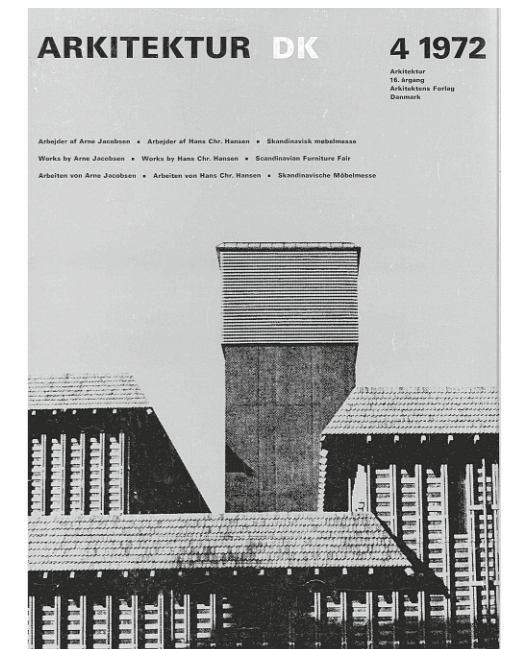 ARKITEKTUR DK 4 1972
Arkitektur
16. årgang
Arkitektens Forlag
Danmark
Arbejder af Arne Jacobsen • Arbejder af Hans Chr. Hansen • Skandinavisk møbelmesse
Works by Arne Jacobsen • Works by Hans Chr. Hansen • Scandinavian Furniture Fair
Arbeiten von Arne Jacobsen • Arbeiten von Hans Chr. Hansen • Skandinavische Möbelmesse